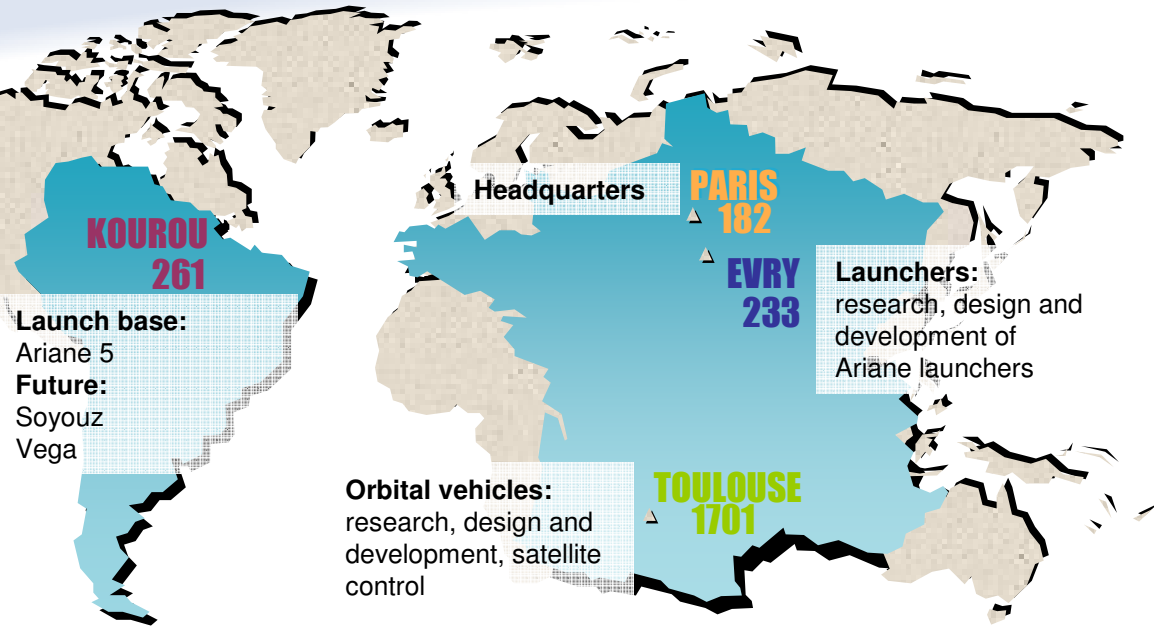 Headquarters
PARIS
182
KOUROU
261
EVRY
233
Launchers:
research, design and
development of
Ariane launchers
Launch base:
Ariane 5
Future:
Soyouz
Vega
Orbital vehicles:
research, design and
development, satellite
control
TOULOUSE
1701